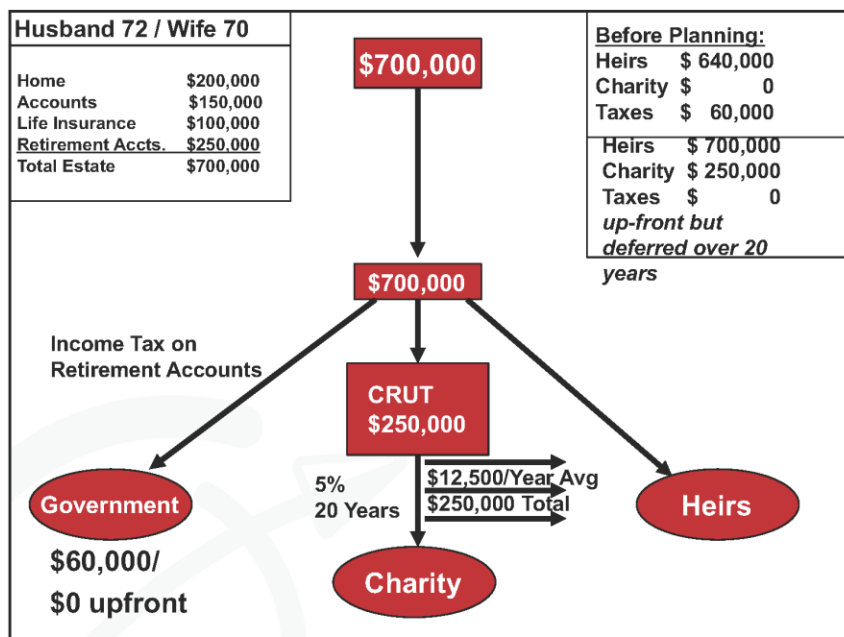 Husband 72 / Wife 70
Home $200,000
Accounts $150,000
Life Insurance $100,000
Retirement Accts. $250,000
Total Estate $700,000
$700,000
Before Planning:
Heirs $ 640,000
Charity $ 0
Taxes $ 60,000
Heirs $ 700,000
Charity $ 250,000
Taxes $ 0
up-front but
deferred over 20
years
$700,000
Income Tax on
Retirement Accounts
CRUT
$250,000
5%
20 Years
$12,500/Year Avg
$250,000 Total
Government
$60,000/
$0 upfront
Charity
Heirs